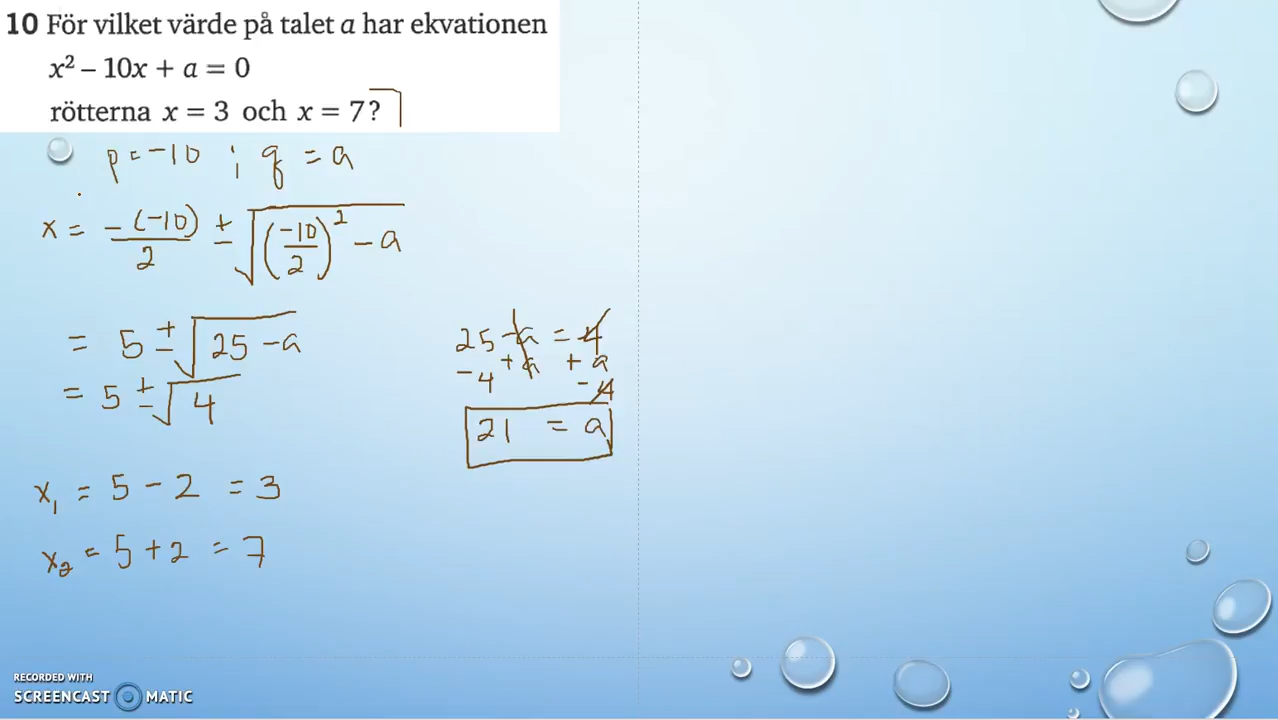 10 För vilket värde på talet a har ekvationen
x² – 10x + a = 0
rötterna x = 3 och x = 7?
p = -10 ; q = a
x = -(-10)/2 ± √((-10/2)² - a)
= 5 ± √(25 - a)
= 5 ± √4
x₁ = 5 - 2 = 3
x₂ = 5 + 2 = 7
25 - a = 4
+ a + a
- 4 - 4
21 = a
RECORDED WITH
SCREENCAST MATIC